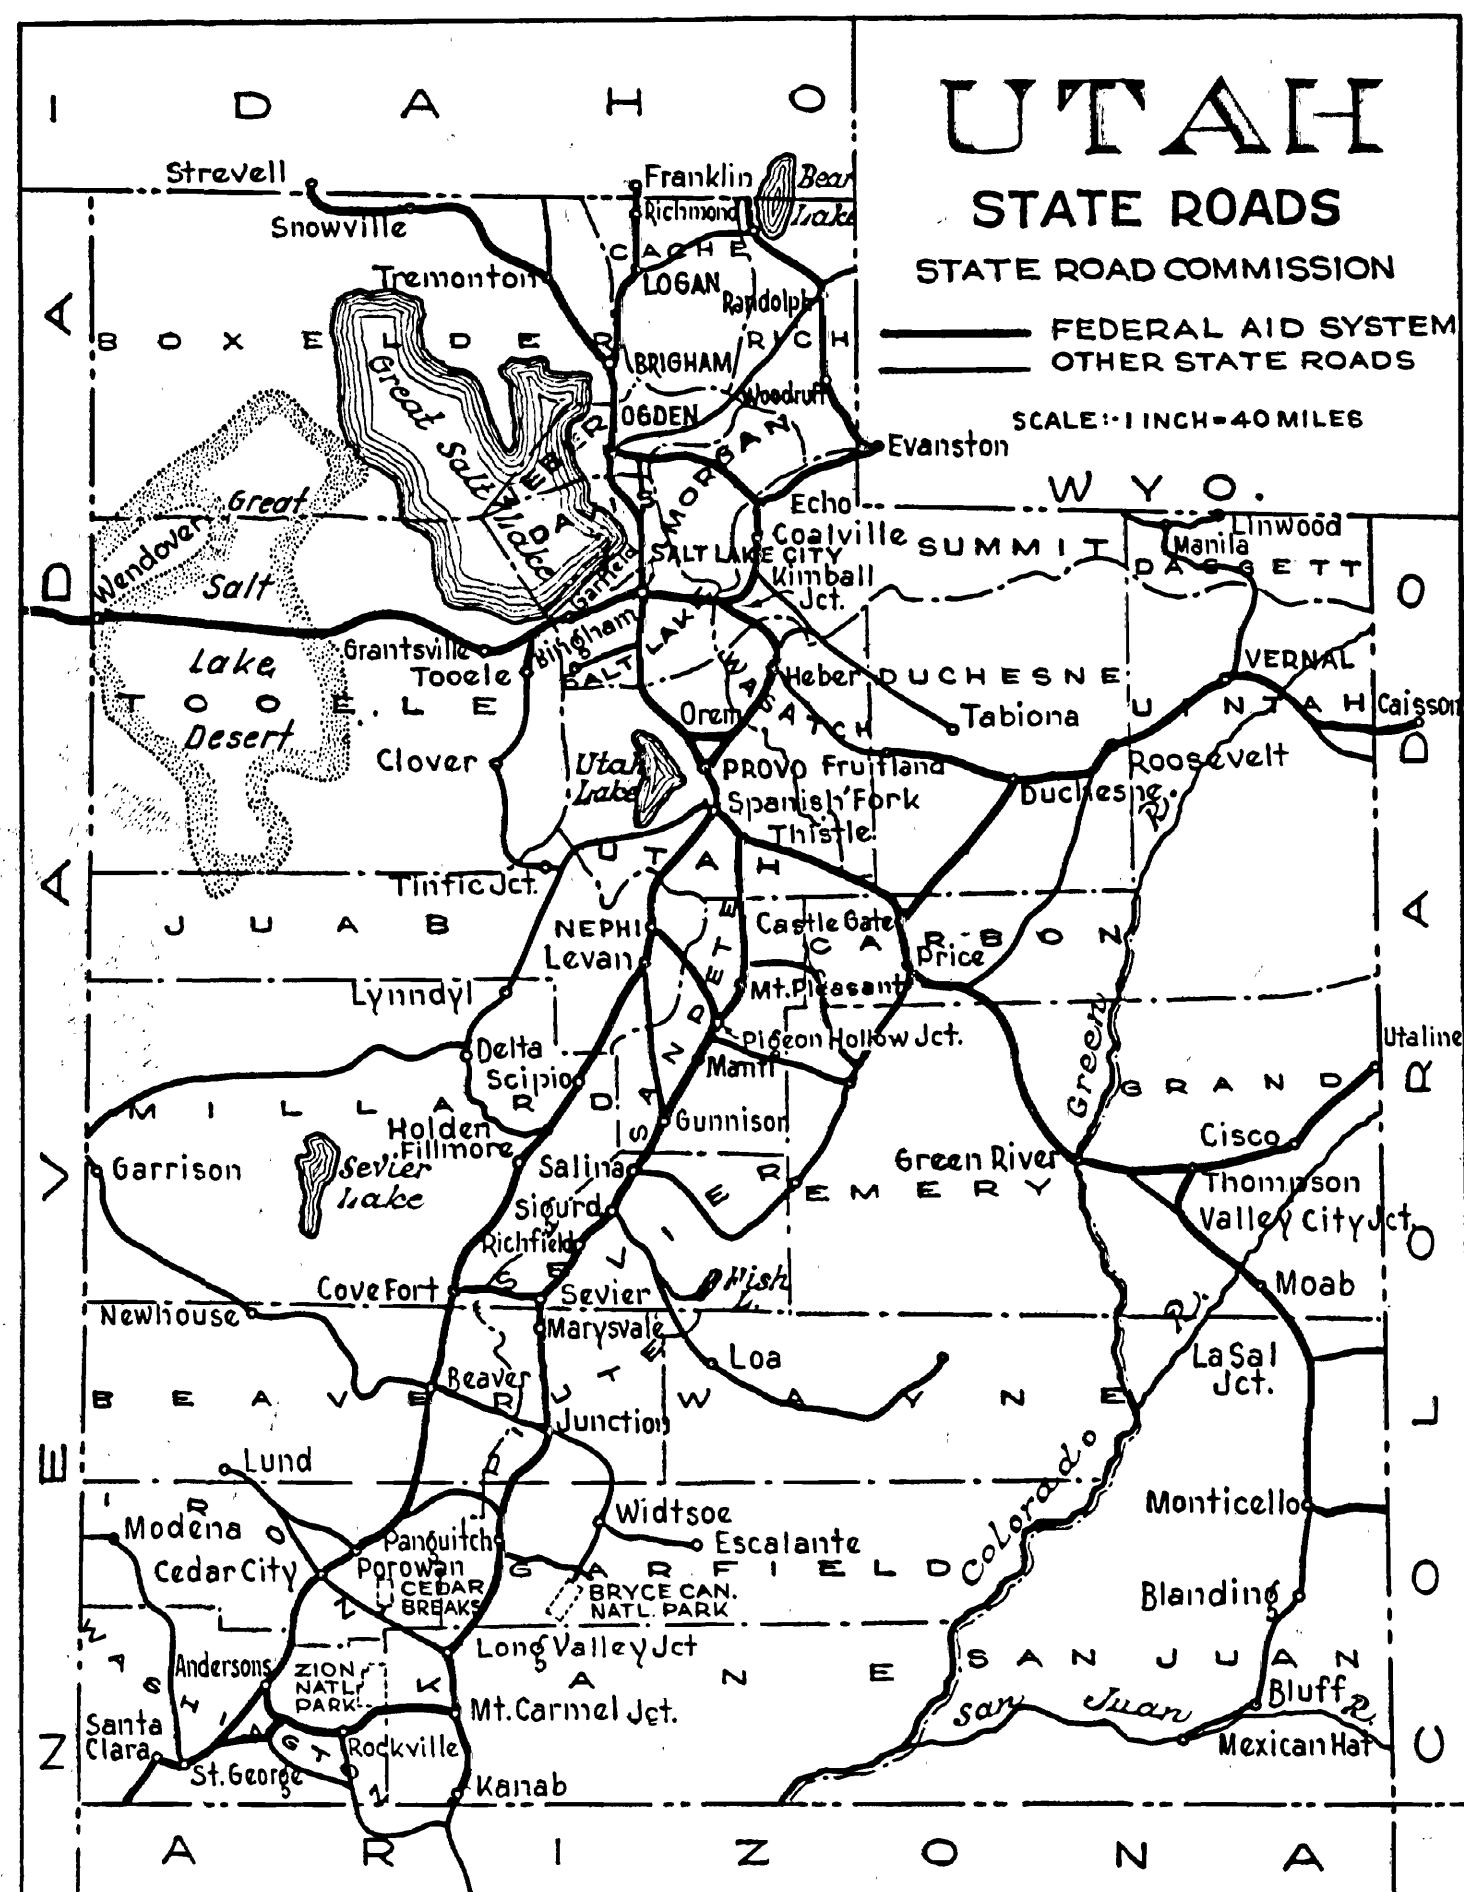 IDAHO
UTAH
STATE ROADS
STATE ROAD COMMISSION
FEDERAL AID SYSTEM
OTHER STATE ROADS
SCALE:-1 INCH=40 MILES
Strevell
Snowville
Franklin
Richmond
Bear
Lake
CACHE
Tremonton
LOGAN
Randolph
BOX ELDER
RICH
BRIGHAM
Woodruff
Great Salt Lake
WEBER
OGDEN
MORGAN
Evanston
WYO.
Great
Salt
Lake
Desert
Wendover
DAVIS
Echo
Coalville
SALT LAKE CITY
Kimball
Jct.
SUMMIT
Linwood
Manila
DAGGETT
Garfield
Bingham
Grantsville
Tooele
SALT LAKE
WASATCH
Heber
DUCHESNE
VERNAL
TOOELE
UINTAH
Caisson
Orem
Tabiona
Clover
Utah
Lake
PROVO
Fruitland
Roosevelt
Duchesne
Spanish Fork
Thistle
UTAH
Tintic Jct.
JUAB
NEPHI
Levan
Castle Gate
CARBON
Price
Lynndyl
Mt. Pleasant
SANPETE
Pigeon Hollow Jct.
Manti
Green
R.
Utaline
Delta
Scipio
MILLARD
GRAND
Holden
Fillmore
Gunnison
Cisco
Garrison
Sevier
Lake
Salina
Green River
EMERY
Thompson
Valley City Jct.
Sigurd
Richfield
SEVIER
Fish
L.
Moab
Cove Fort
Sevier
Newhouse
Marysvale
Loa
La Sal
Jct.
Beaver
BEAVER
PIUTE
WAYNE
Junction
Colorado
R.
Lund
IRON
Widtsoe
Monticello
Modena
Panguitch
Escalante
Cedar City
Porowan
CEDAR
BREAKS
GARFIELD
BRYCE CAN.
NATL. PARK
Blanding
Long Valley Jct
SAN JUAN
WASHINGTON
Andersons
ZION
NATL
PARK
KANE
San Juan R.
Bluff
Santa
Clara
Mt. Carmel Jct.
Rockville
Mexican Hat
St. George
Kanab
NEVADA
COLORADO
ARIZONA